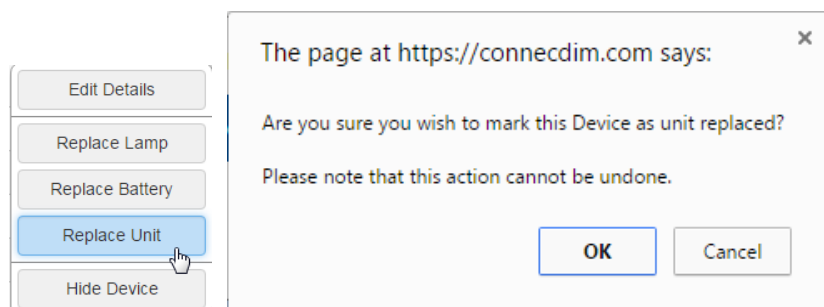 Edit Details
Replace Lamp
Replace Battery
Replace Unit
Hide Device
The page at https://connecdim.com says:
Are you sure you wish to mark this Device as unit replaced?
Please note that this action cannot be undone.
OK
Cancel